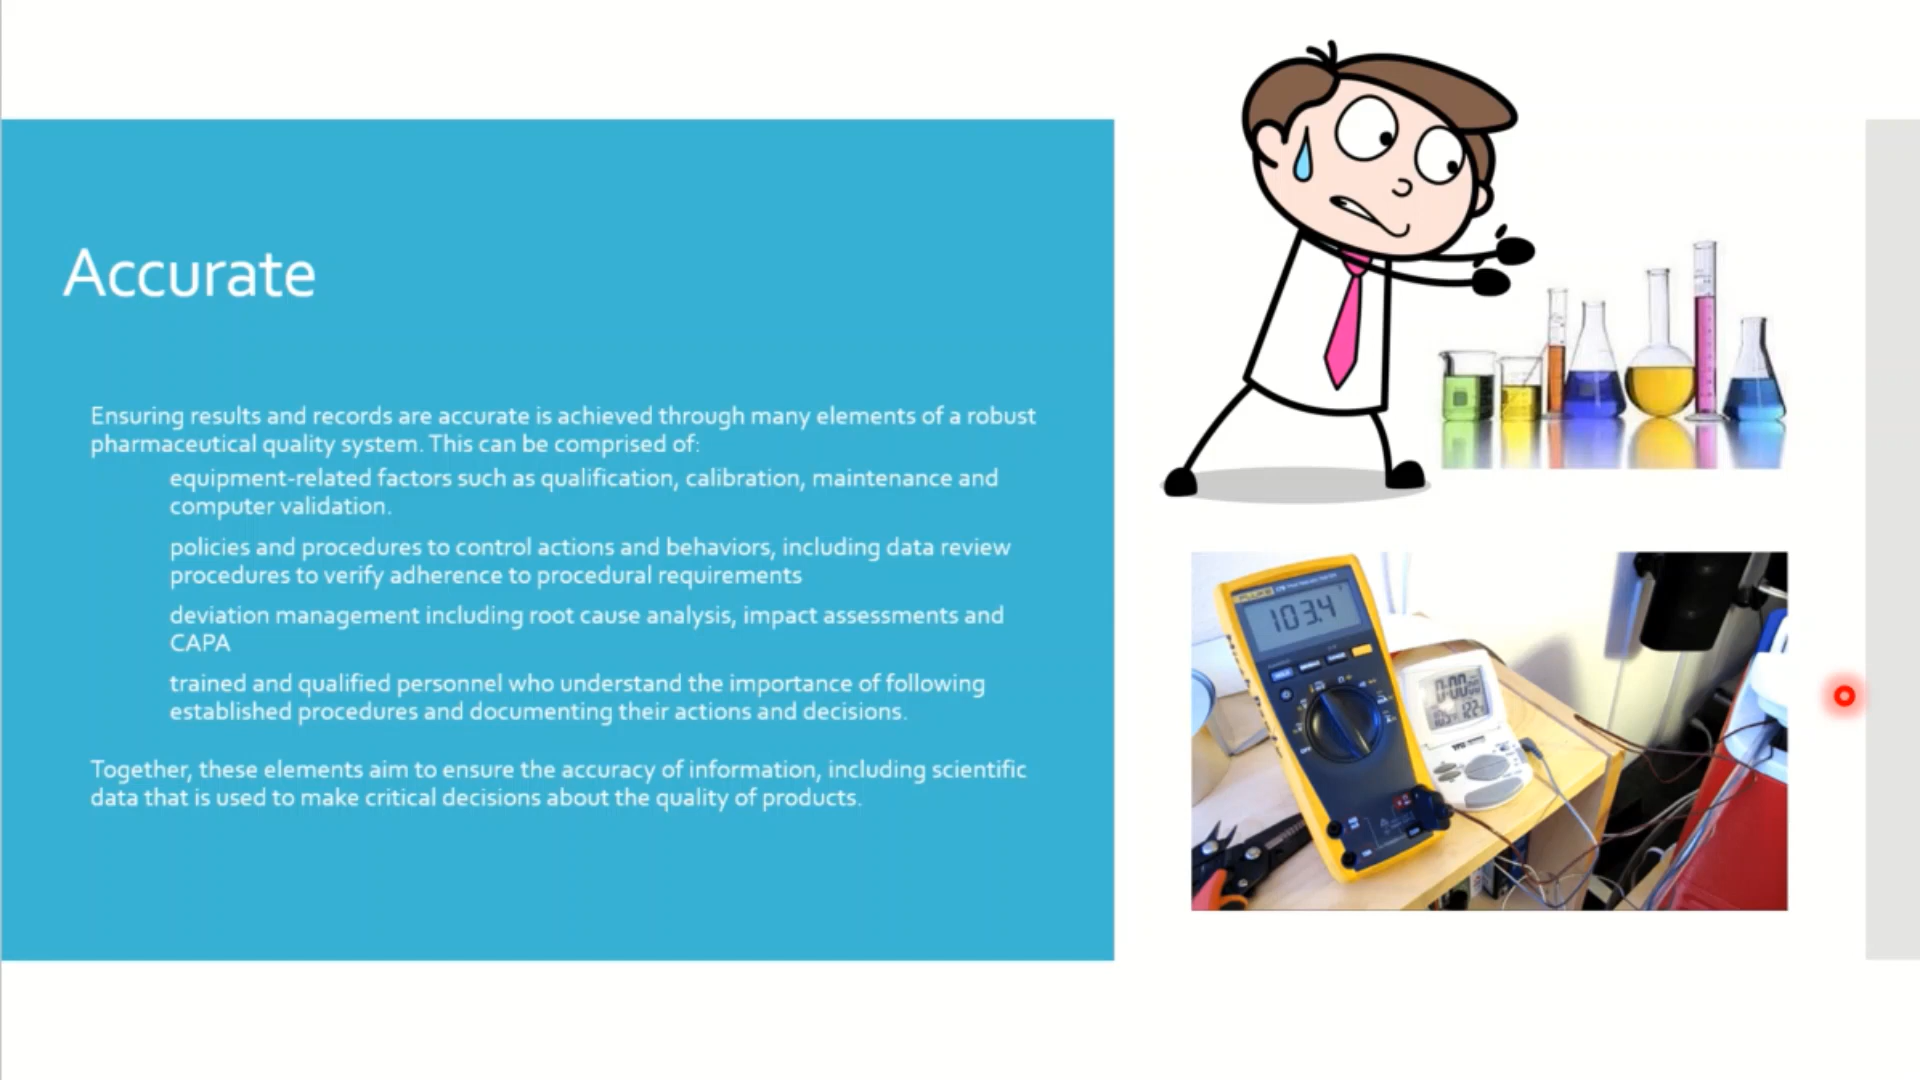 Accurate
Ensuring results and records are accurate is achieved through many elements of a robust
pharmaceutical quality system. This can be comprised of:
equipment-related factors such as qualification, calibration, maintenance and
computer validation.
policies and procedures to control actions and behaviors, including data review
procedures to verify adherence to procedural requirements
deviation management including root cause analysis, impact assessments and
CAPA
trained and qualified personnel who understand the importance of following
established procedures and documenting their actions and decisions.
Together, these elements aim to ensure the accuracy of information, including scientific
data that is used to make critical decisions about the quality of products.
FLUKE
103.4
0:00